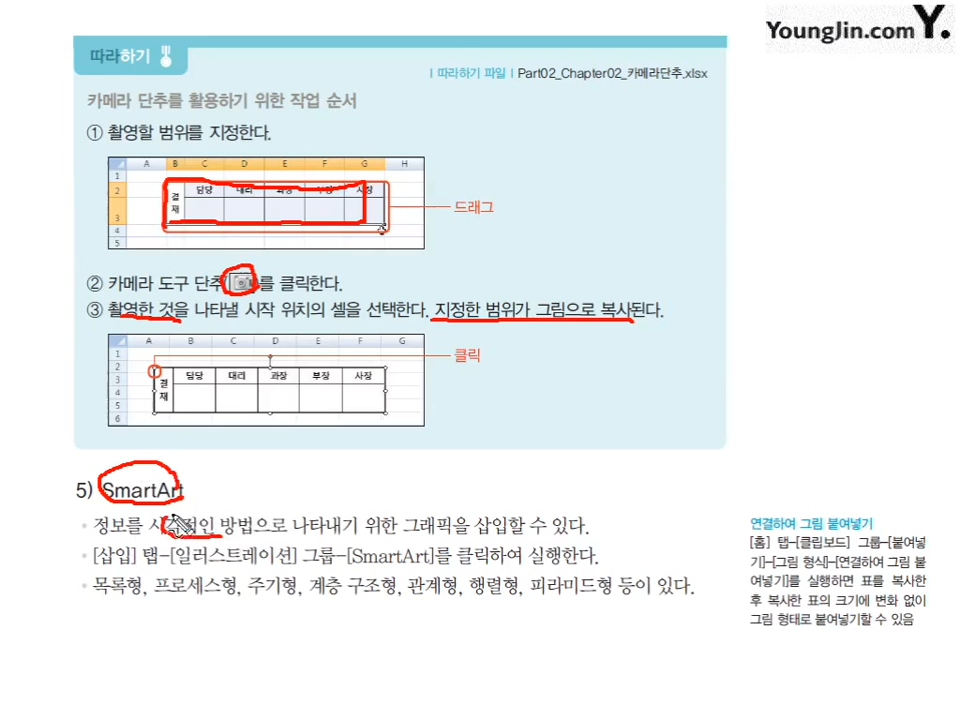 YoungJin.com Y.
따라하기
| 따라하기 파일 | Part02_Chapter02_카메라단추.xlsx
카메라 단추를 활용하기 위한 작업 순서
① 촬영할 범위를 지정한다.
A B C D E F G H
1
2 담당 대리 과장 부장 사장
결
재
3
4
5
드래그
② 카메라 도구 단추 를 클릭한다.
③ 촬영한 것을 나타낼 시작 위치의 셀을 선택한다. 지정한 범위가 그림으로 복사된다.
A B C D E F G
클릭
1
2
3 담당 대리 과장 부장 사장
결
4 재
5
6
5) SmartArt
• 정보를 시각적인 방법으로 나타내기 위한 그래픽을 삽입할 수 있다.
• [삽입] 탭-[일러스트레이션] 그룹-[SmartArt]를 클릭하여 실행한다.
• 목록형, 프로세스형, 주기형, 계층 구조형, 관계형, 행렬형, 피라미드형 등이 있다.
연결하여 그림 붙여넣기
[홈] 탭-[클립보드] 그룹-[붙여넣
기]-[그림 형식]-[연결하여 그림 붙
여넣기]를 실행하면 표를 복사한
후 복사한 표의 크기에 변화 없이
그림 형태로 붙여넣기할 수 있음